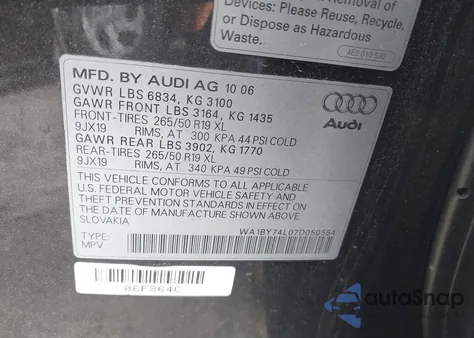 Devices: Please Reuse, Recycle,
or Dispose as Hazardous
Waste.
4E0 010 530
MFD. BY AUDI AG 10 06
GVWR LBS 6834, KG 3100
GAWR FRONT LBS 3164, KG 1435
FRONT-TIRES 265/50 R19 XL
9JX19 RIMS, AT 300 KPA 44 PSI COLD
GAWR REAR LBS 3902, KG 1770
REAR-TIRES 265/50 R19 XL
9JX19 RIMS, AT 340 KPA 49 PSI COLD
Audi
THIS VEHICLE CONFORMS TO ALL APPLICABLE
U.S. FEDERAL MOTOR VEHICLE SAFETY AND
THEFT PREVENTION STANDARDS IN EFFECT ON
THE DATE OF MANUFACTURE SHOWN ABOVE.
SLOVAKIA
TYPE:
MPV
WA1BY74L07D050554
06F864C
autoSnap